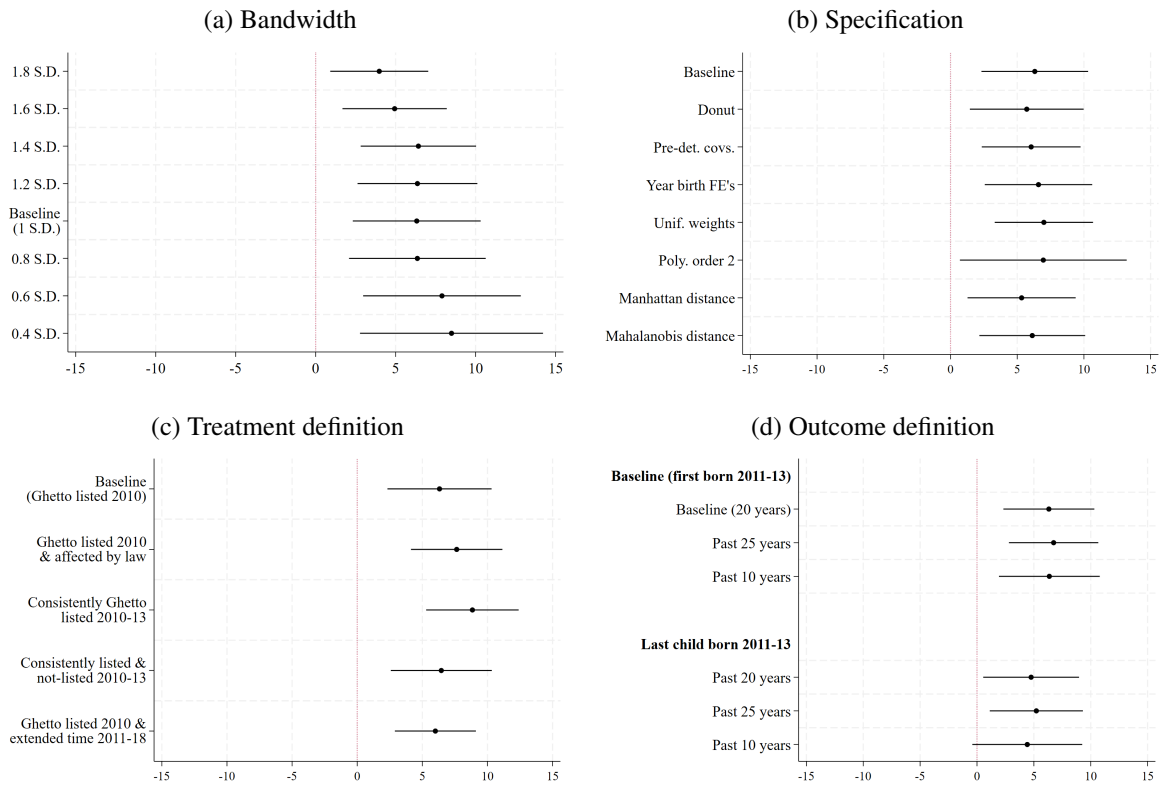 (a) Bandwidth
1.8 S.D.
1.6 S.D.
1.4 S.D.
1.2 S.D.
Baseline
(1 S.D.)
0.8 S.D.
0.6 S.D.
0.4 S.D.
-15 -10 -5 0 5 10 15
(b) Specification
Baseline
Donut
Pre-det. covs.
Year birth FE's
Unif. weights
Poly. order 2
Manhattan distance
Mahalanobis distance
-15 -10 -5 0 5 10 15
(c) Treatment definition
Baseline
(Ghetto listed 2010)
Ghetto listed 2010
& affected by law
Consistently Ghetto
listed 2010-13
Consistently listed &
not-listed 2010-13
Ghetto listed 2010 &
extended time 2011-18
-15 -10 -5 0 5 10 15
(d) Outcome definition
Baseline (first born 2011-13)
Baseline (20 years)
Past 25 years
Past 10 years
Last child born 2011-13
Past 20 years
Past 25 years
Past 10 years
-15 -10 -5 0 5 10 15